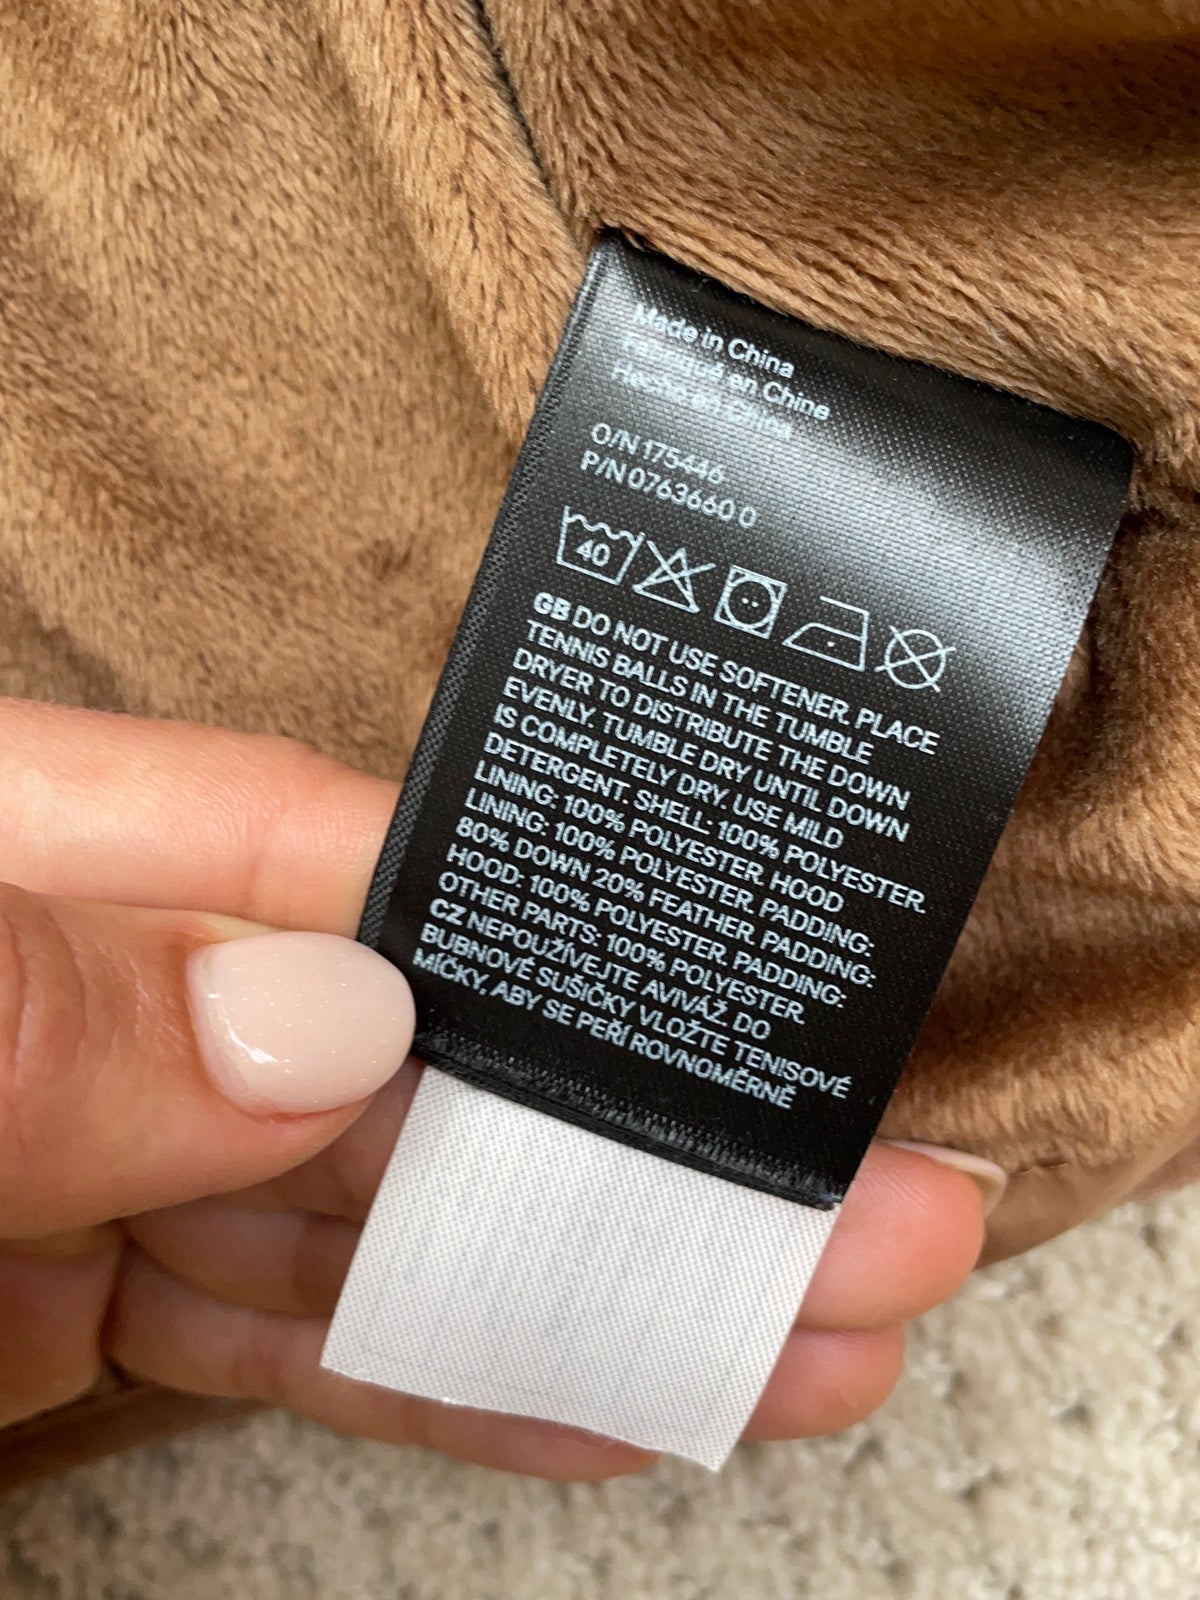 Made in China
Fabriqué en Chine
Hecho en China
O/N 175446
P/N 0763660 0
40
GB DO NOT USE SOFTENER. PLACE
TENNIS BALLS IN THE TUMBLE
DRYER TO DISTRIBUTE THE DOWN
EVENLY. TUMBLE DRY UNTIL DOWN
IS COMPLETELY DRY. USE MILD
DETERGENT. SHELL: 100% POLYESTER.
LINING: 100% POLYESTER. HOOD
LINING: 100% POLYESTER. PADDING:
80% DOWN 20% FEATHER. PADDING:
HOOD: 100% POLYESTER. PADDING:
OTHER PARTS: 100% POLYESTER.
CZ NEPOUŽÍVEJTE AVIVÁŽ. DO
BUBNOVÉ SUŠIČKY VLOŽTE TENISOVÉ
MÍČKY, ABY SE PEŘÍ ROVNOMĚRNĚ